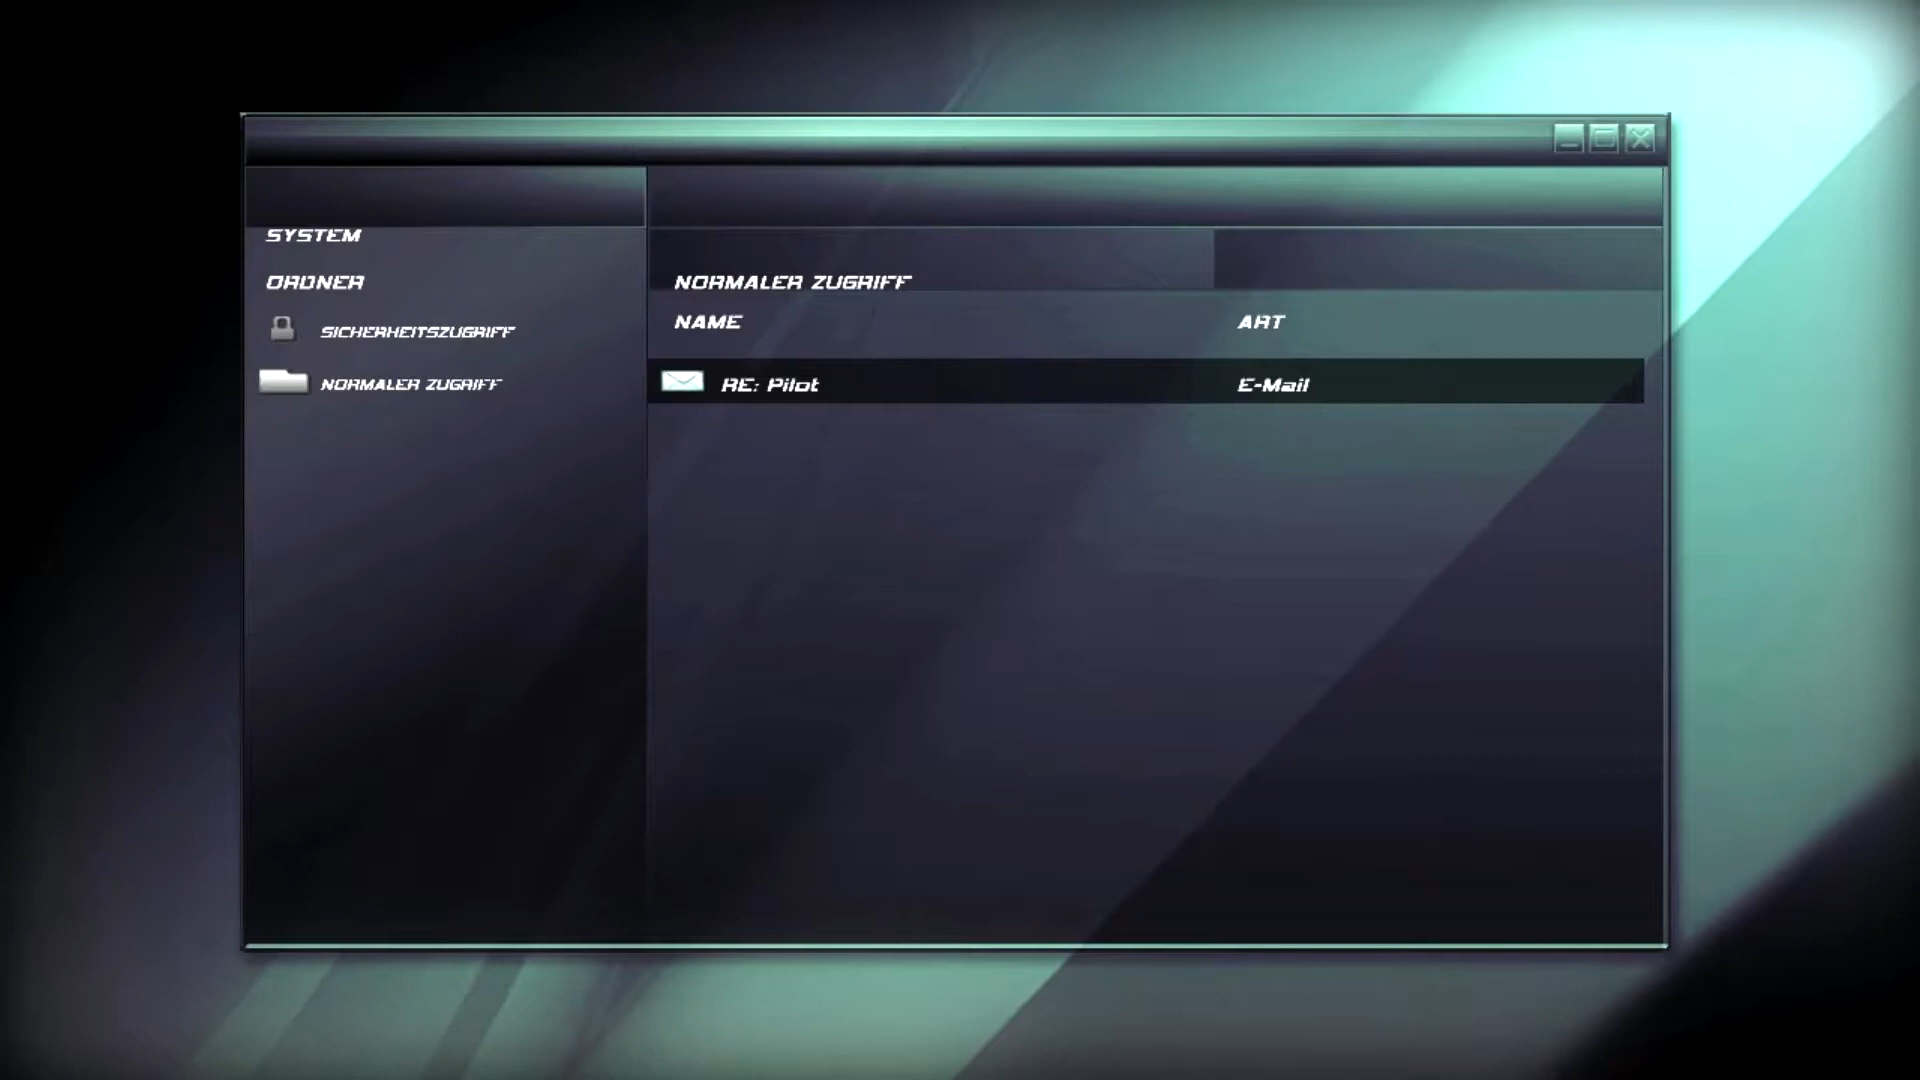 SYSTEM
ORDNER
SICHERHEITSZUGRIFF
NORMALER ZUGRIFF
NORMALER ZUGRIFF
NAME ART
RE: Pilot E-Mail